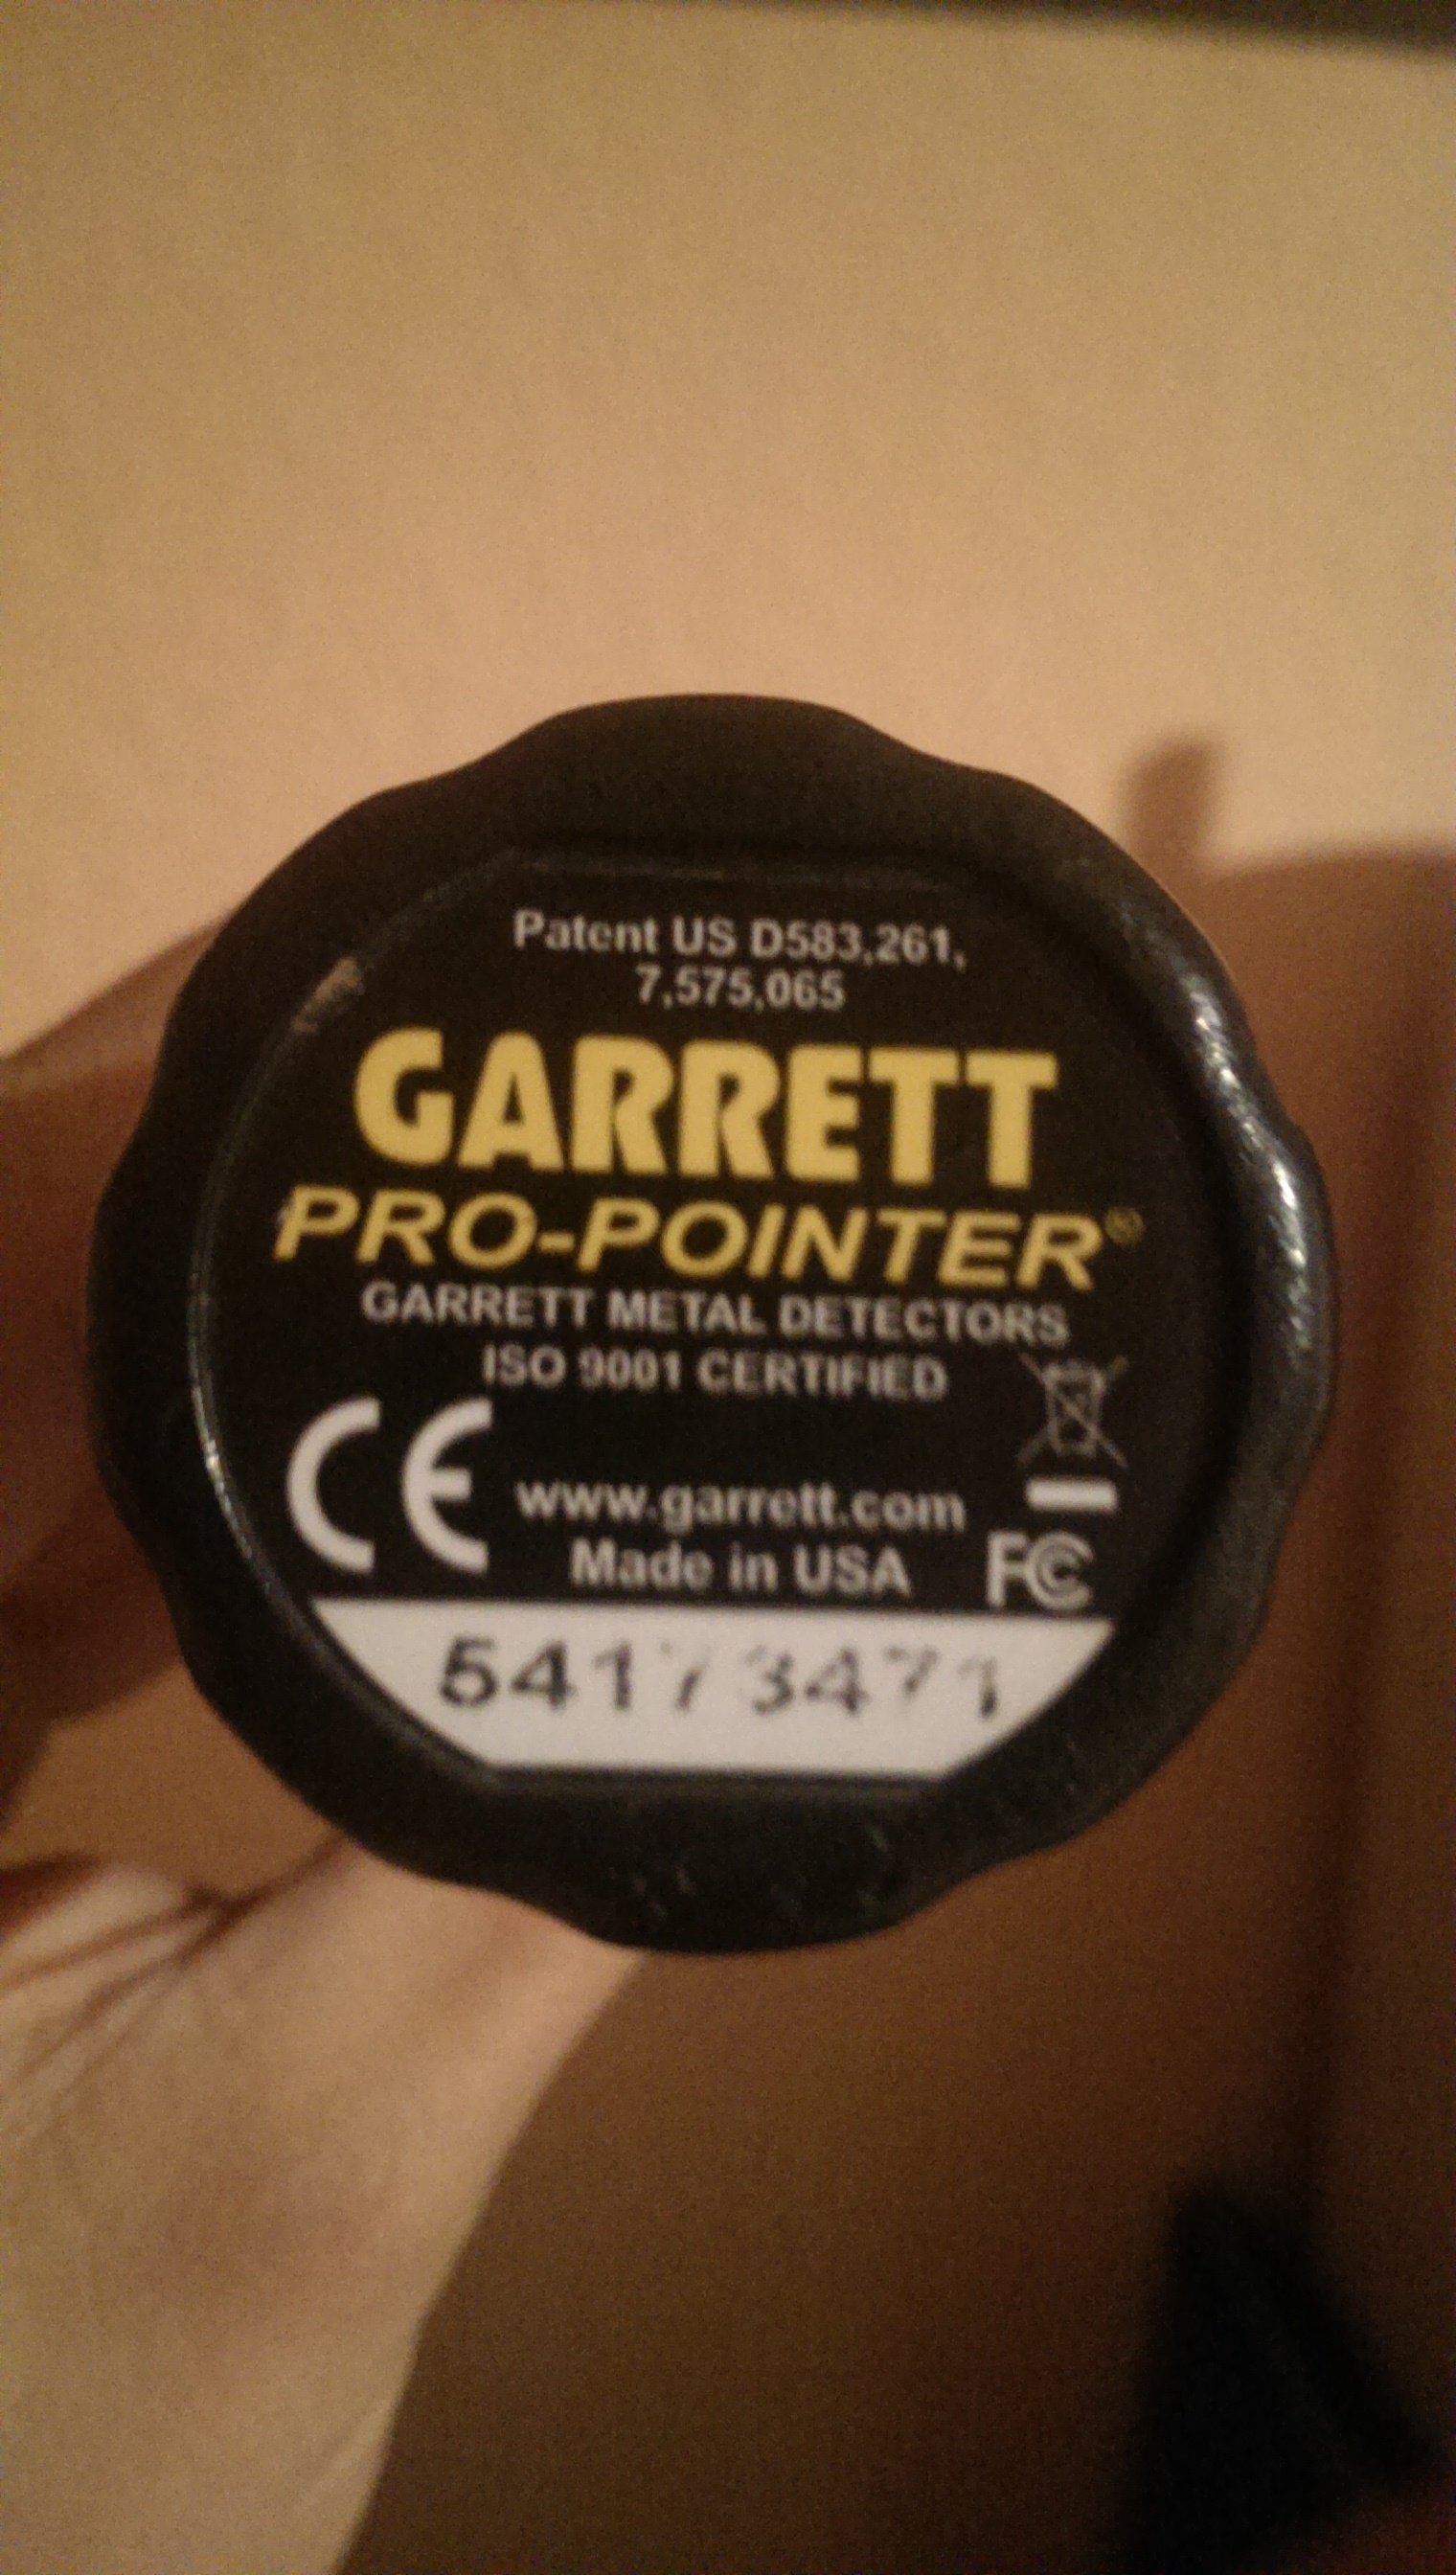 Patent US D583,261,
7,575,065
GARRETT
PRO-POINTER®
GARRETT METAL DETECTORS
ISO 9001 CERTIFIED
CE
www.garrett.com
Made in USA
FC
54173471